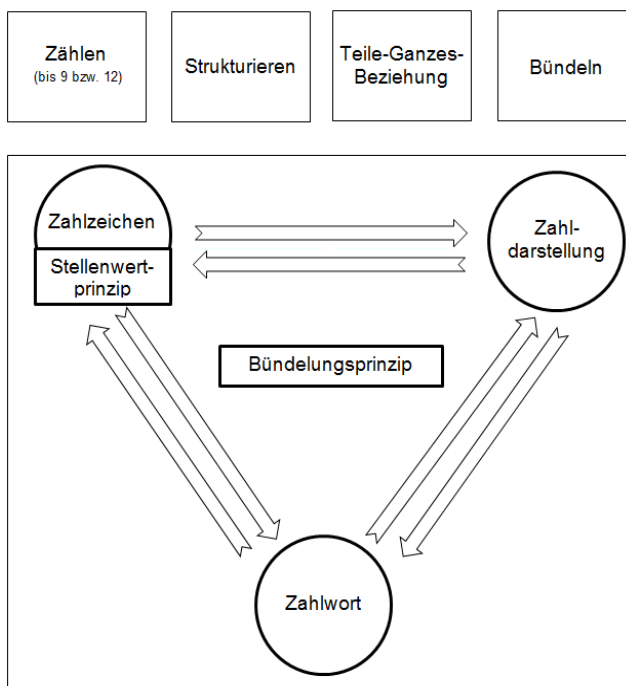 Zählen
(bis 9 bzw. 12)
Strukturieren
Teile-Ganzes-
Beziehung
Bündeln
Zahlzeichen
Stellenwert-
prinzip
Zahl-
darstellung
Bündelungsprinzip
Zahlwort